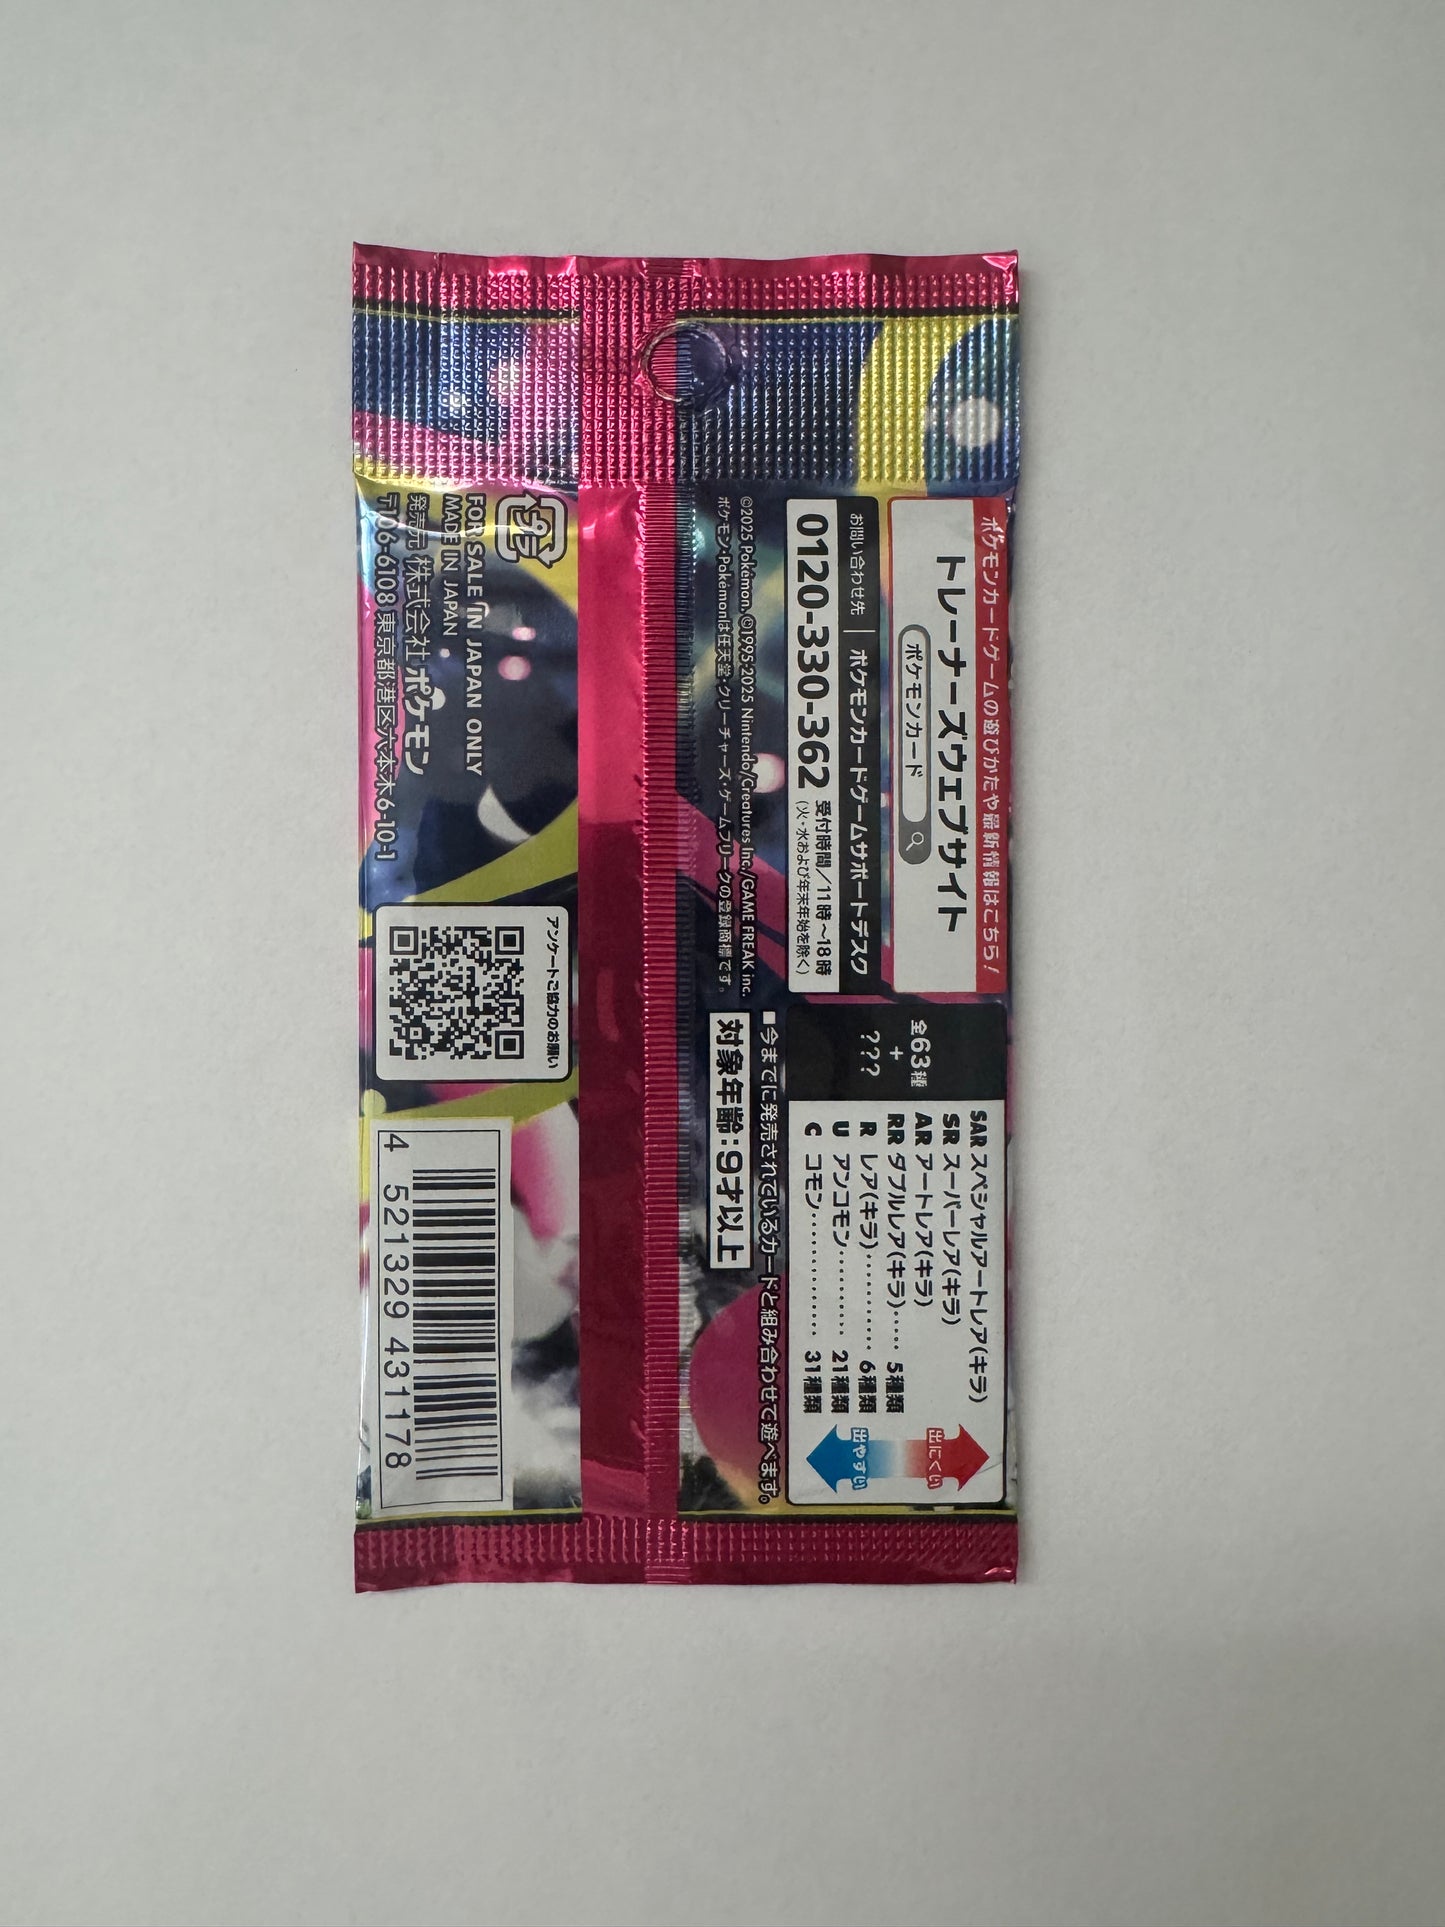 ポケモンカードゲームの遊びかたや最新情報はこちら！
トレーナーズウェブサイト
ポケモンカード
お問い合わせ先 ポケモンカードゲームサポートデスク
0120-330-362 受付時間／11時～18時
(火・水および年末年始を除く)
©2025 Pokémon. ©1995-2025 Nintendo/Creatures Inc./GAME FREAK inc.
ポケモン・Pokémonは任天堂・クリーチャーズ・ゲームフリークの登録商標です。
全63種
+
???
SAR スペシャルアートレア(キラ)
SR スーパーレア(キラ)
AR アートレア(キラ)
RR ダブルレア(キラ)····· 5種類
R レア(キラ)··········· 6種類
U アンコモン·········· 21種類
C コモン·············· 31種類
出にくい
出やすい
■今までに発売されているカードと組み合わせて遊べます。
対象年齢：9才以上
プラ
FOR SALE IN JAPAN ONLY
MADE IN JAPAN
発売元 株式会社ポケモン
〒106-6108 東京都港区六本木6-10-1
アンケートご協力のお願い
4 521329 431178